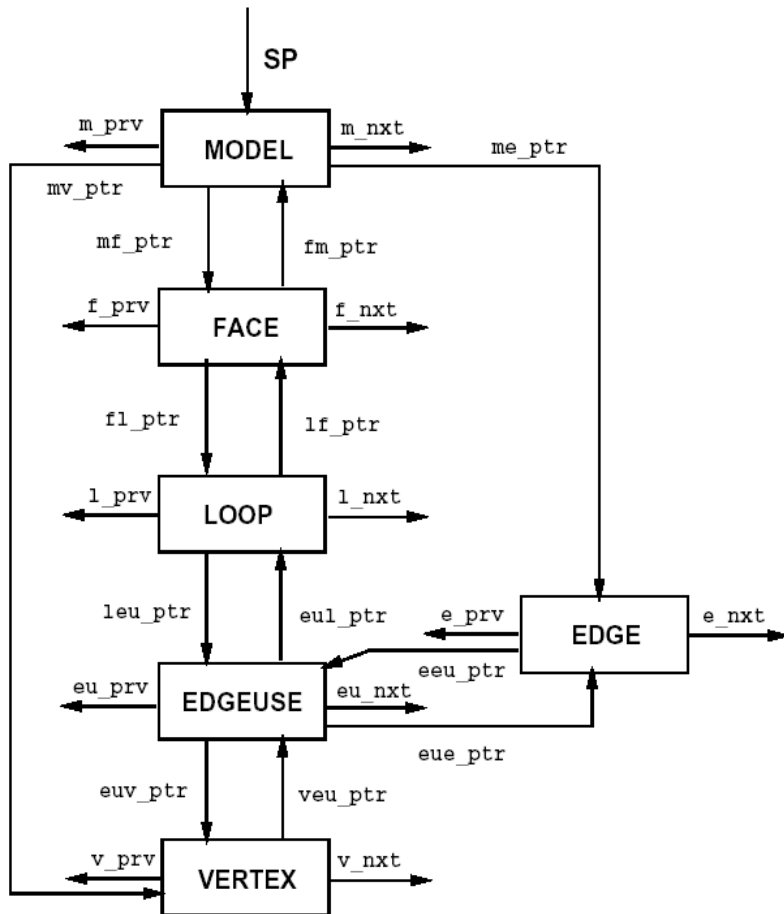 SP
m_prv
MODEL
m_nxt
me_ptr
mv_ptr
mf_ptr
fm_ptr
f_prv
FACE
f_nxt
fl_ptr
lf_ptr
l_prv
LOOP
l_nxt
leu_ptr
eul_ptr
e_prv
EDGE
e_nxt
eeu_ptr
eu_prv
EDGEUSE
eu_nxt
eue_ptr
euv_ptr
veu_ptr
v_prv
VERTEX
v_nxt